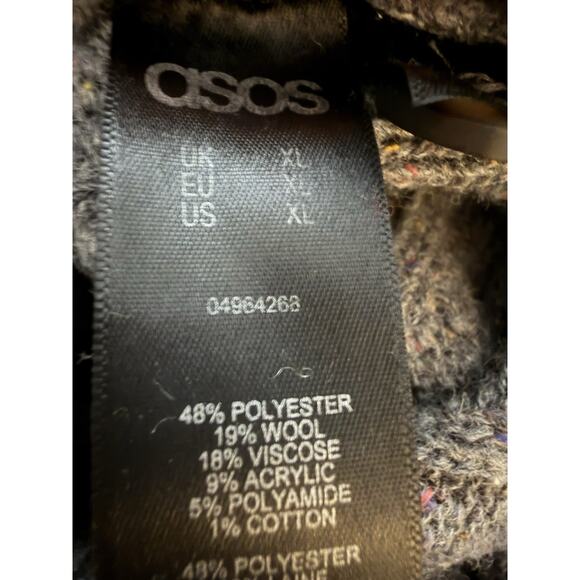 asos
UK XL
EU XL
US XL
04964268
48% POLYESTER
19% WOOL
18% VISCOSE
9% ACRYLIC
5% POLYAMIDE
1% COTTON
48% POLYESTER